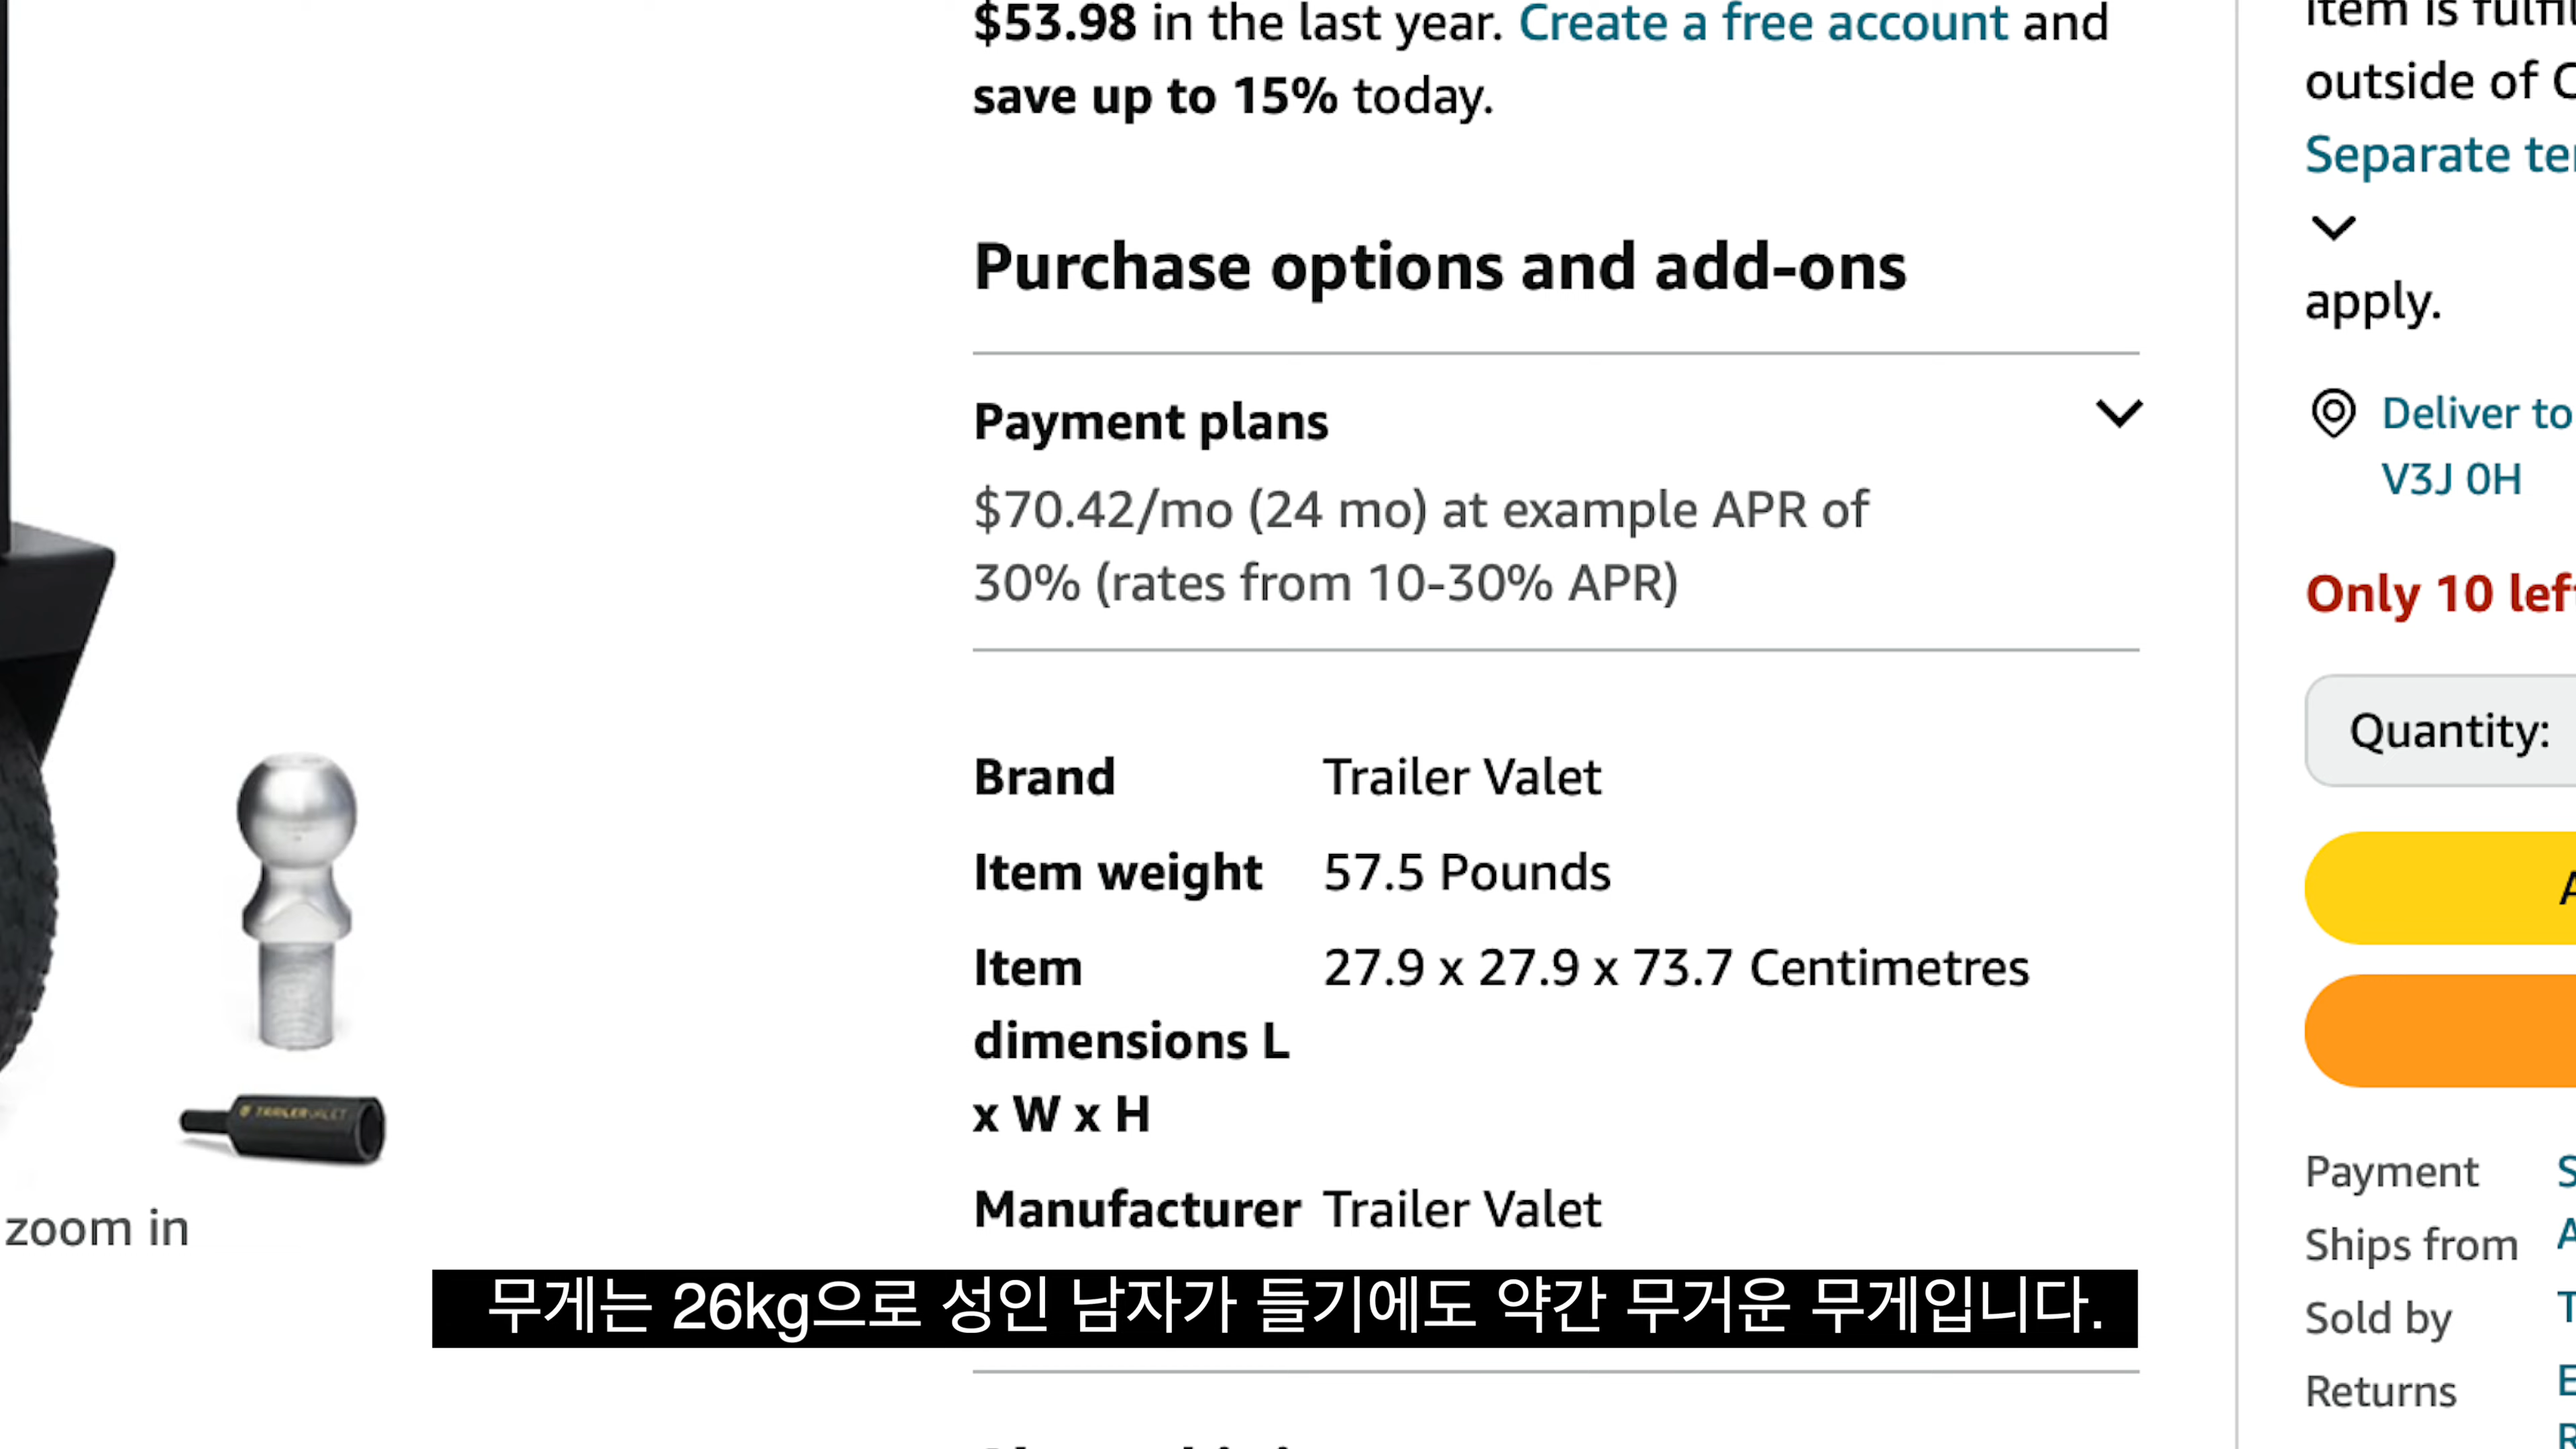 $53.98 in the last year. Create a free account and
save up to 15% today.
Purchase options and add-ons
Payment plans
$70.42/mo (24 mo) at example APR of
30% (rates from 10-30% APR)
Brand Trailer Valet
Item weight 57.5 Pounds
Item 27.9 x 27.9 x 73.7 Centimetres
dimensions L
x W x H
Manufacturer Trailer Valet
TRAILER VALET
zoom in
무게는 26kg으로 성인 남자가 들기에도 약간 무거운 무게입니다.
item is
outside of
Separate
apply.
Deliver to
V3J 0H
Only 10
Quantity:
Payment
Ships from
Sold by
Returns